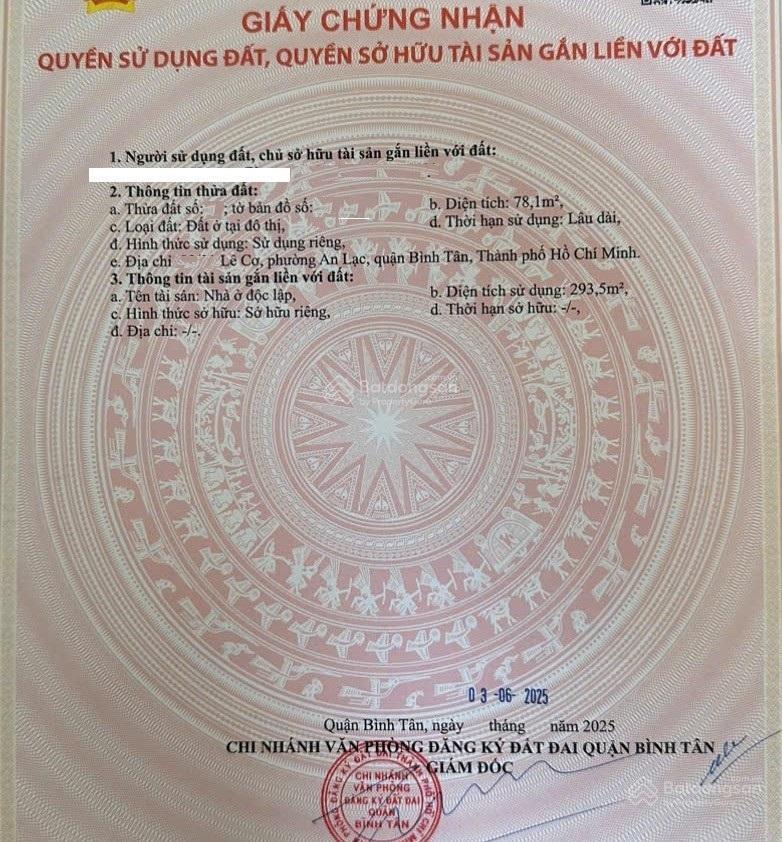 GIẤY CHỨNG NHẬN
QUYỀN SỬ DỤNG ĐẤT, QUYỀN SỞ HỮU TÀI SẢN GẮN LIỀN VỚI ĐẤT
1. Người sử dụng đất, chủ sở hữu tài sản gắn liền với đất:
2. Thông tin thửa đất:
a. Thửa đất số: ; tờ bản đồ số: b. Diện tích: 78,1m²,
c. Loại đất: Đất ở tại đô thị, d. Thời hạn sử dụng: Lâu dài,
đ. Hình thức sử dụng: Sử dụng riêng,
e. Địa chỉ Lê Cơ, phường An Lạc, quận Bình Tân, Thành phố Hồ Chí Minh.
3. Thông tin tài sản gắn liền với đất:
a. Tên tài sản: Nhà ở độc lập, b. Diện tích sử dụng: 293,5m²,
c. Hình thức sở hữu: Sở hữu riêng, d. Thời hạn sở hữu: -/-,
đ. Địa chỉ: -/-.
Batdongsan
by PropertyGuru
03 -06- 2025
Quận Bình Tân, ngày tháng năm 2025
CHI NHÁNH VĂN PHÒNG ĐĂNG KÝ ĐẤT ĐAI QUẬN BÌNH TÂN
GIÁM ĐỐC
CHI NHÁNH
VĂN PHÒNG
ĐĂNG KÝ ĐẤT ĐAI
QUẬN
BÌNH TÂN
Batdongsan
by PropertyGuru